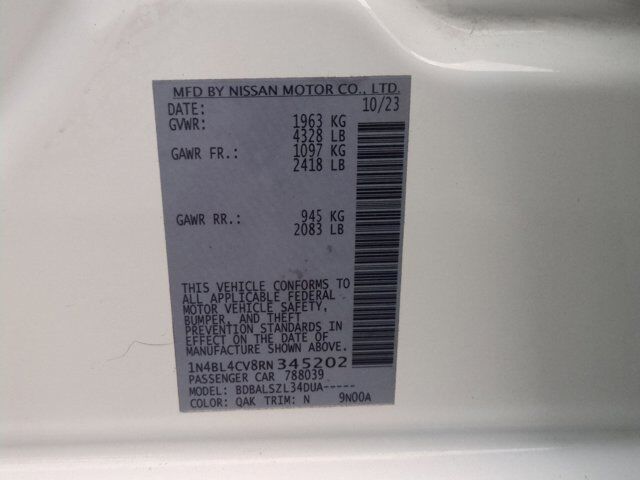 MFD BY NISSAN MOTOR CO., LTD.
DATE: 10/23
GVWR: 1963 KG
4328 LB
GAWR FR.: 1097 KG
2418 LB
GAWR RR.: 945 KG
2083 LB
THIS VEHICLE CONFORMS TO
ALL APPLICABLE FEDERAL
MOTOR VEHICLE SAFETY,
BUMPER, AND THEFT
PREVENTION STANDARDS IN
EFFECT ON THE DATE OF
MANUFACTURE SHOWN ABOVE.
1N4BL4CV8RN345202
PASSENGER CAR 788039
MODEL: BDBALSZL34DUA-----
COLOR: QAK TRIM: N 9N00A